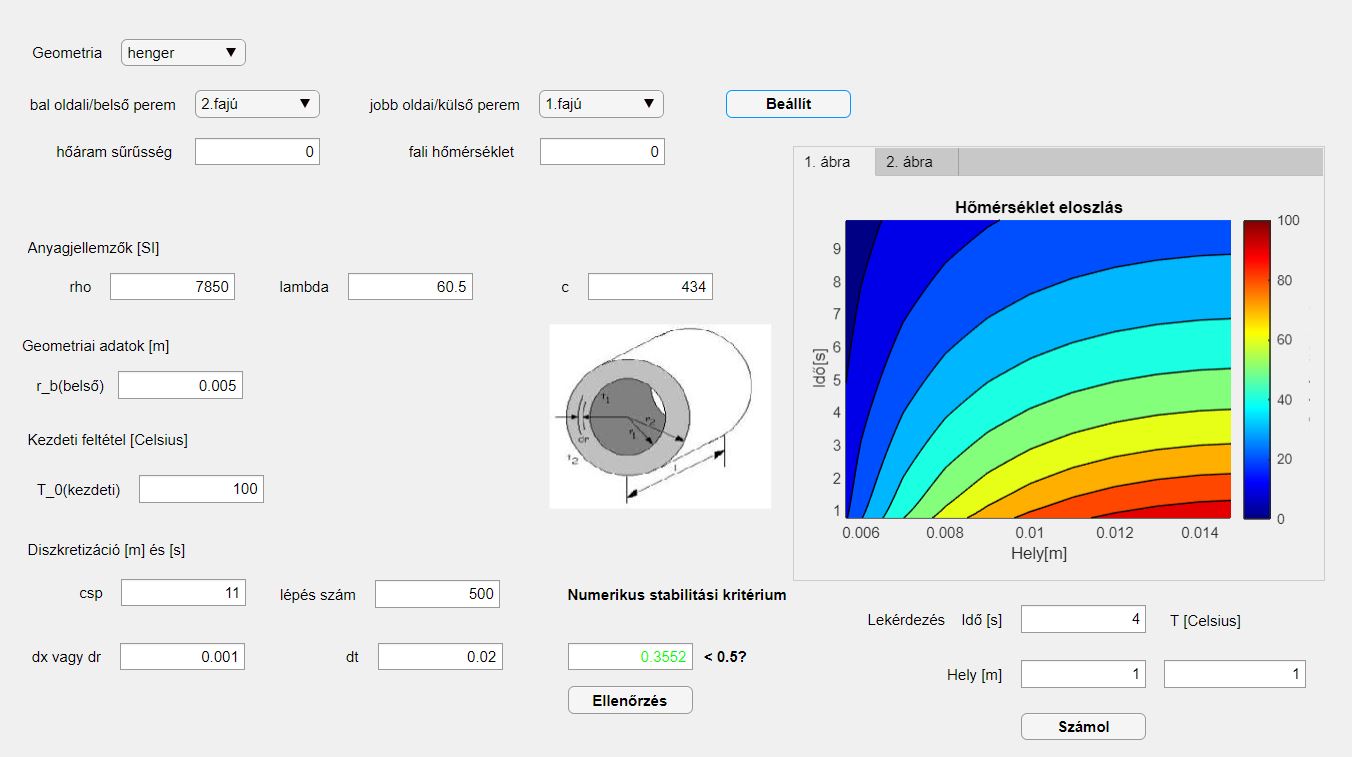 Geometria henger
bal oldali/belső perem 2.fajú jobb oldai/külső perem 1.fajú Beállít
hőáram sűrűsség 0 fali hőmérséklet 0
Anyagjellemzők [SI]
rho 7850 lambda 60.5 c 434
Geometriai adatok [m]
r_b(belső) 0.005
Kezdeti feltétel [Celsius]
T_0(kezdeti) 100
Diszkretizáció [m] és [s]
csp 11 lépés szám 500
dx vagy dr 0.001 dt 0.02
Numerikus stabilitási kritérium
0.3552 < 0.5?
Ellenőrzés
r1
r2
r1
dr
r2
l
1. ábra 2. ábra
Hőmérséklet eloszlás
Idő[s]
9
8
7
6
5
4
3
2
1
0.006 0.008 0.01 0.012 0.014
Hely[m]
100
80
60
40
20
0
Lekérdezés Idő [s] 4 T [Celsius]
Hely [m] 1 1
Számol